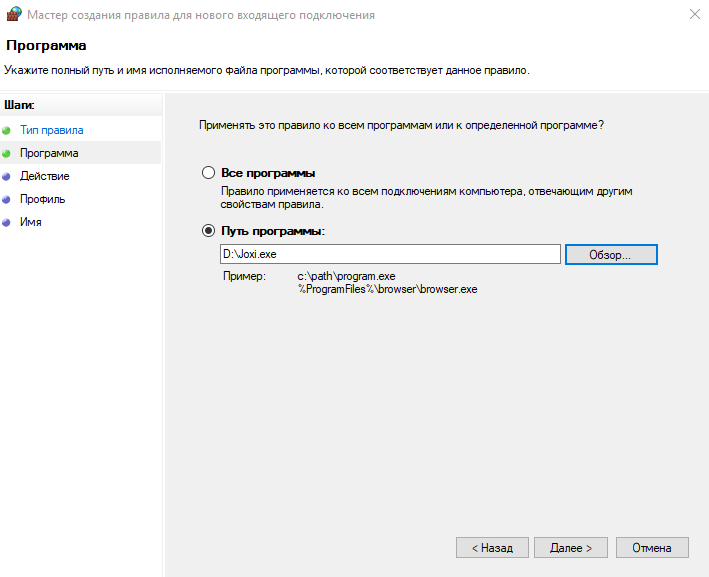 Мастер создания правила для нового входящего подключения
Программа
Укажите полный путь и имя исполняемого файла программы, которой соответствует данное правило.
Шаги:
Тип правила
Программа
Действие
Профиль
Имя
Применять это правило ко всем программам или к определенной программе?
Все программы
Правило применяется ко всем подключениям компьютера, отвечающим другим
свойствам правила.
Путь программы:
D:\Joxi.exe
Обзор...
Пример:
c:\path\program.exe
%ProgramFiles%\browser\browser.exe
< Назад
Далее >
Отмена